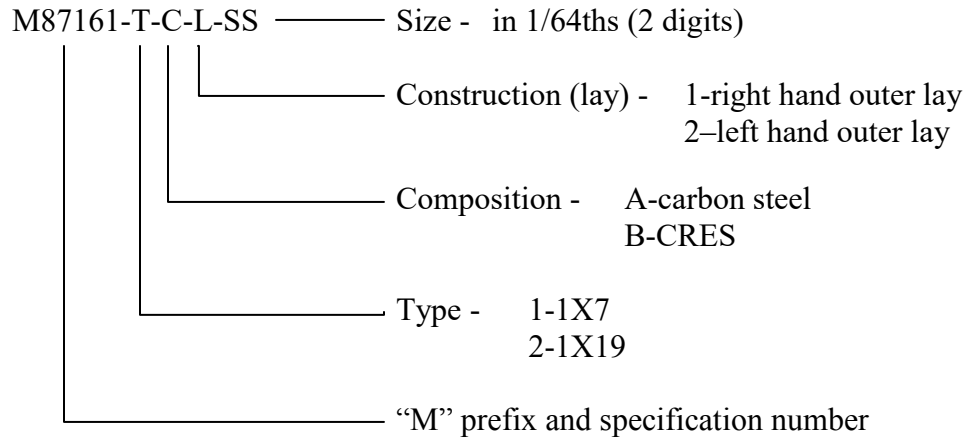 M87161-T-C-L-SS Size - in 1/64ths (2 digits)
Construction (lay) - 1-right hand outer lay
2–left hand outer lay
Composition - A-carbon steel
B-CRES
Type - 1-1X7
2-1X19
“M” prefix and specification number